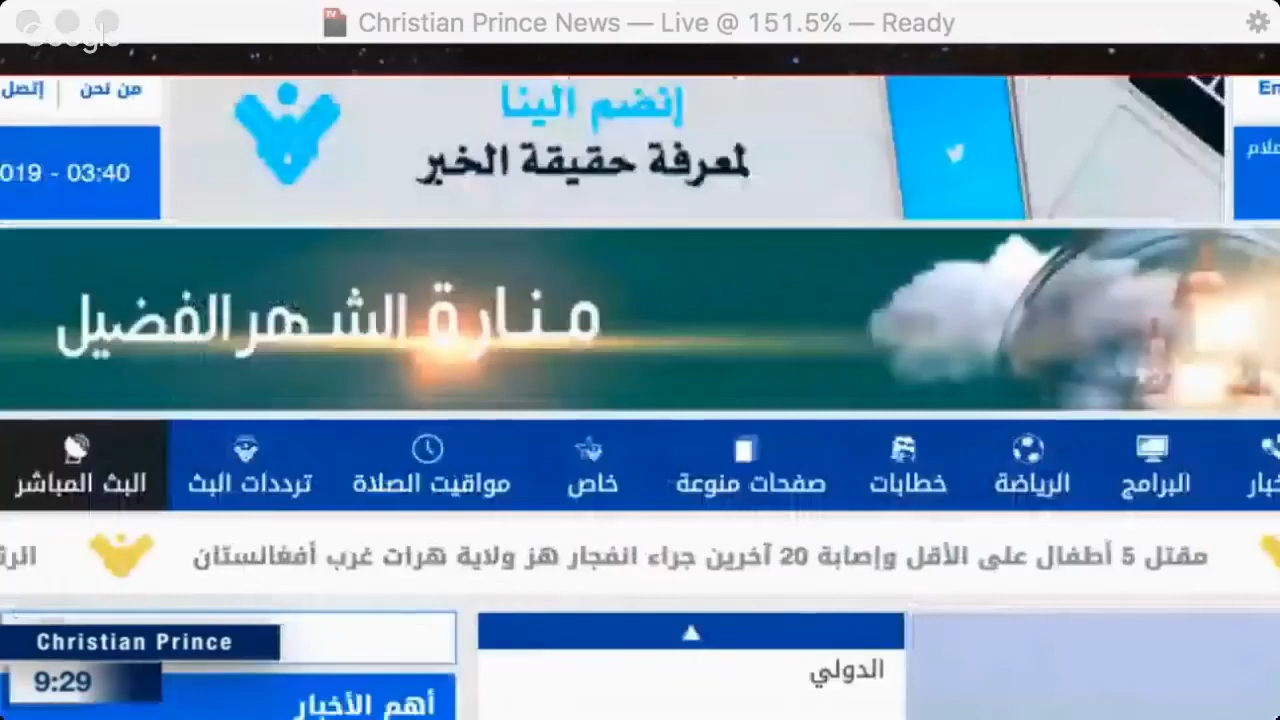 Christian Prince News — Live @ 151.5% — Ready
Google
من نحن
إتصل
En
إنضم الينا
لمعرفة حقيقة الخبر
019 - 03:40
منارة الشهر الفضيل
البرامج
الرياضة
خطابات
صفحات منوعة
خاص
مواقيت الصلاة
ترددات البث
البث المباشر
مقتل 5 أطفال على الأقل وإصابة 20 آخرين جراء انفجار هز ولاية هرات غرب أفغانستان
Christian Prince
9:29
الدولي
أهم الأخبار